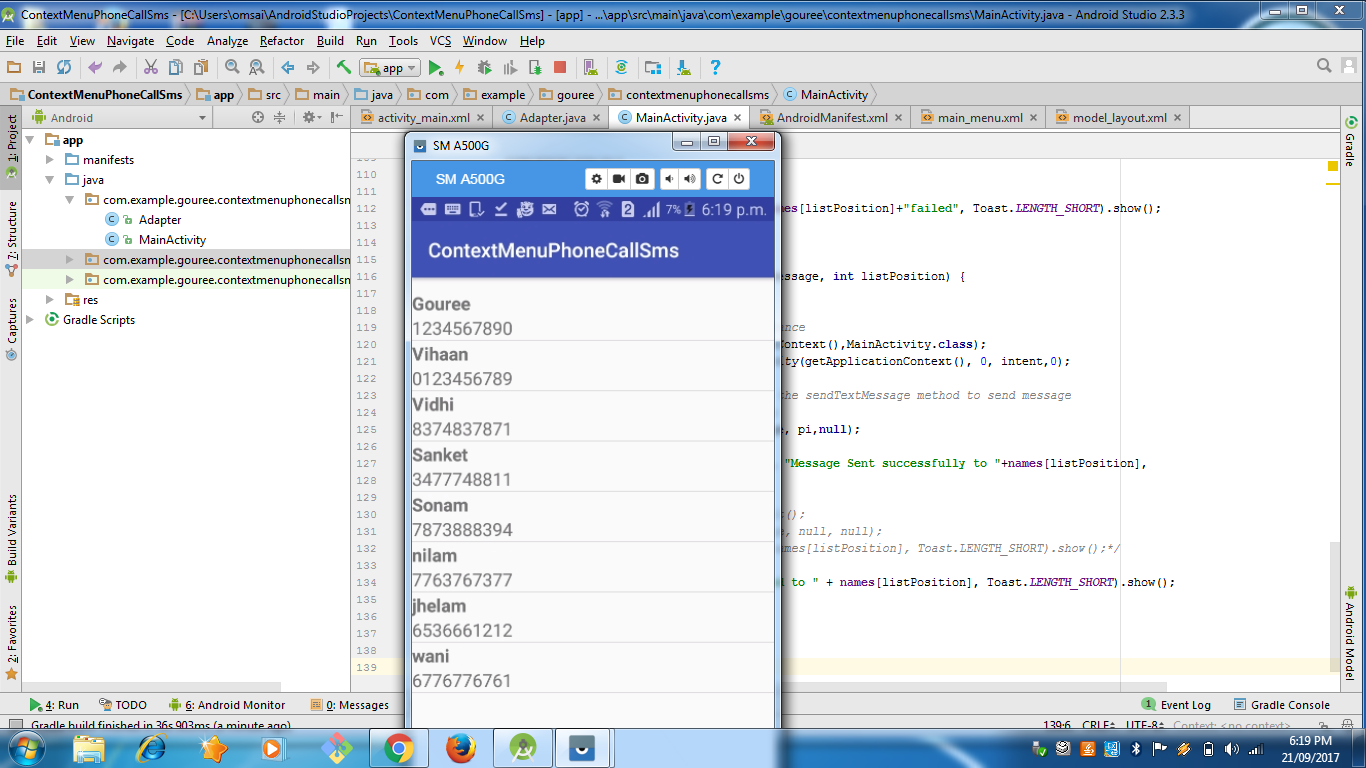 ContextMenuPhoneCallSms - [C:\Users\omsai\AndroidStudioProjects\ContextMenuPhoneCallSms] - [app] - ...\app\src\main\java\com\example\gouree\contextmenuphonecallsms\MainActivity.java - Android Studio 2.3.3
File Edit View Navigate Code Analyze Refactor Build Run Tools VCS Window Help
app
ContextMenuPhoneCallSms app src main java com example gouree contextmenuphonecallsms MainActivity
Android
activity_main.xml Adapter.java MainActivity.java AndroidManifest.xml main_menu.xml model_layout.xml
1: Project
7: Structure
Captures
Build Variants
2: Favorites
app
manifests
java
com.example.gouree.contextmenuphonecallsn
Adapter
MainActivity
com.example.gouree.contextmenuphonecallsn
com.example.gouree.contextmenuphonecallsn
res
Gradle Scripts
SM A500G
SM A500G
2 7% 6:19 p.m.
ContextMenuPhoneCallSms
Gouree
1234567890
Vihaan
0123456789
Vidhi
8374837871
Sanket
3477748811
Sonam
7873888394
nilam
7763767377
jhelam
6536661212
wani
6776776761
110
111
112 es[listPosition]+"failed", Toast.LENGTH_SHORT).show();
113
114
115
116 ssage, int listPosition) {
117
118
119 nce
120 ontext(),MainActivity.class);
121 ity(getApplicationContext(), 0, intent,0);
122
123 he sendTextMessage method to send message
124
125 , pi,null);
126
127 "Message Sent successfully to "+names[listPosition],
128
129
130 ();
131 , null, null);
132 mes[listPosition], Toast.LENGTH_SHORT).show();*/
133
134 d to " + names[listPosition], Toast.LENGTH_SHORT).show();
135
136
137
138
139
Gradle
Android Model
4: Run TODO 6: Android Monitor 0: Messages Event Log Gradle Console
Gradle build finished in 36s 903ms (a minute ago) 139:6 CRLF UTF-8 Context: <no context>
6:19 PM
21/09/2017